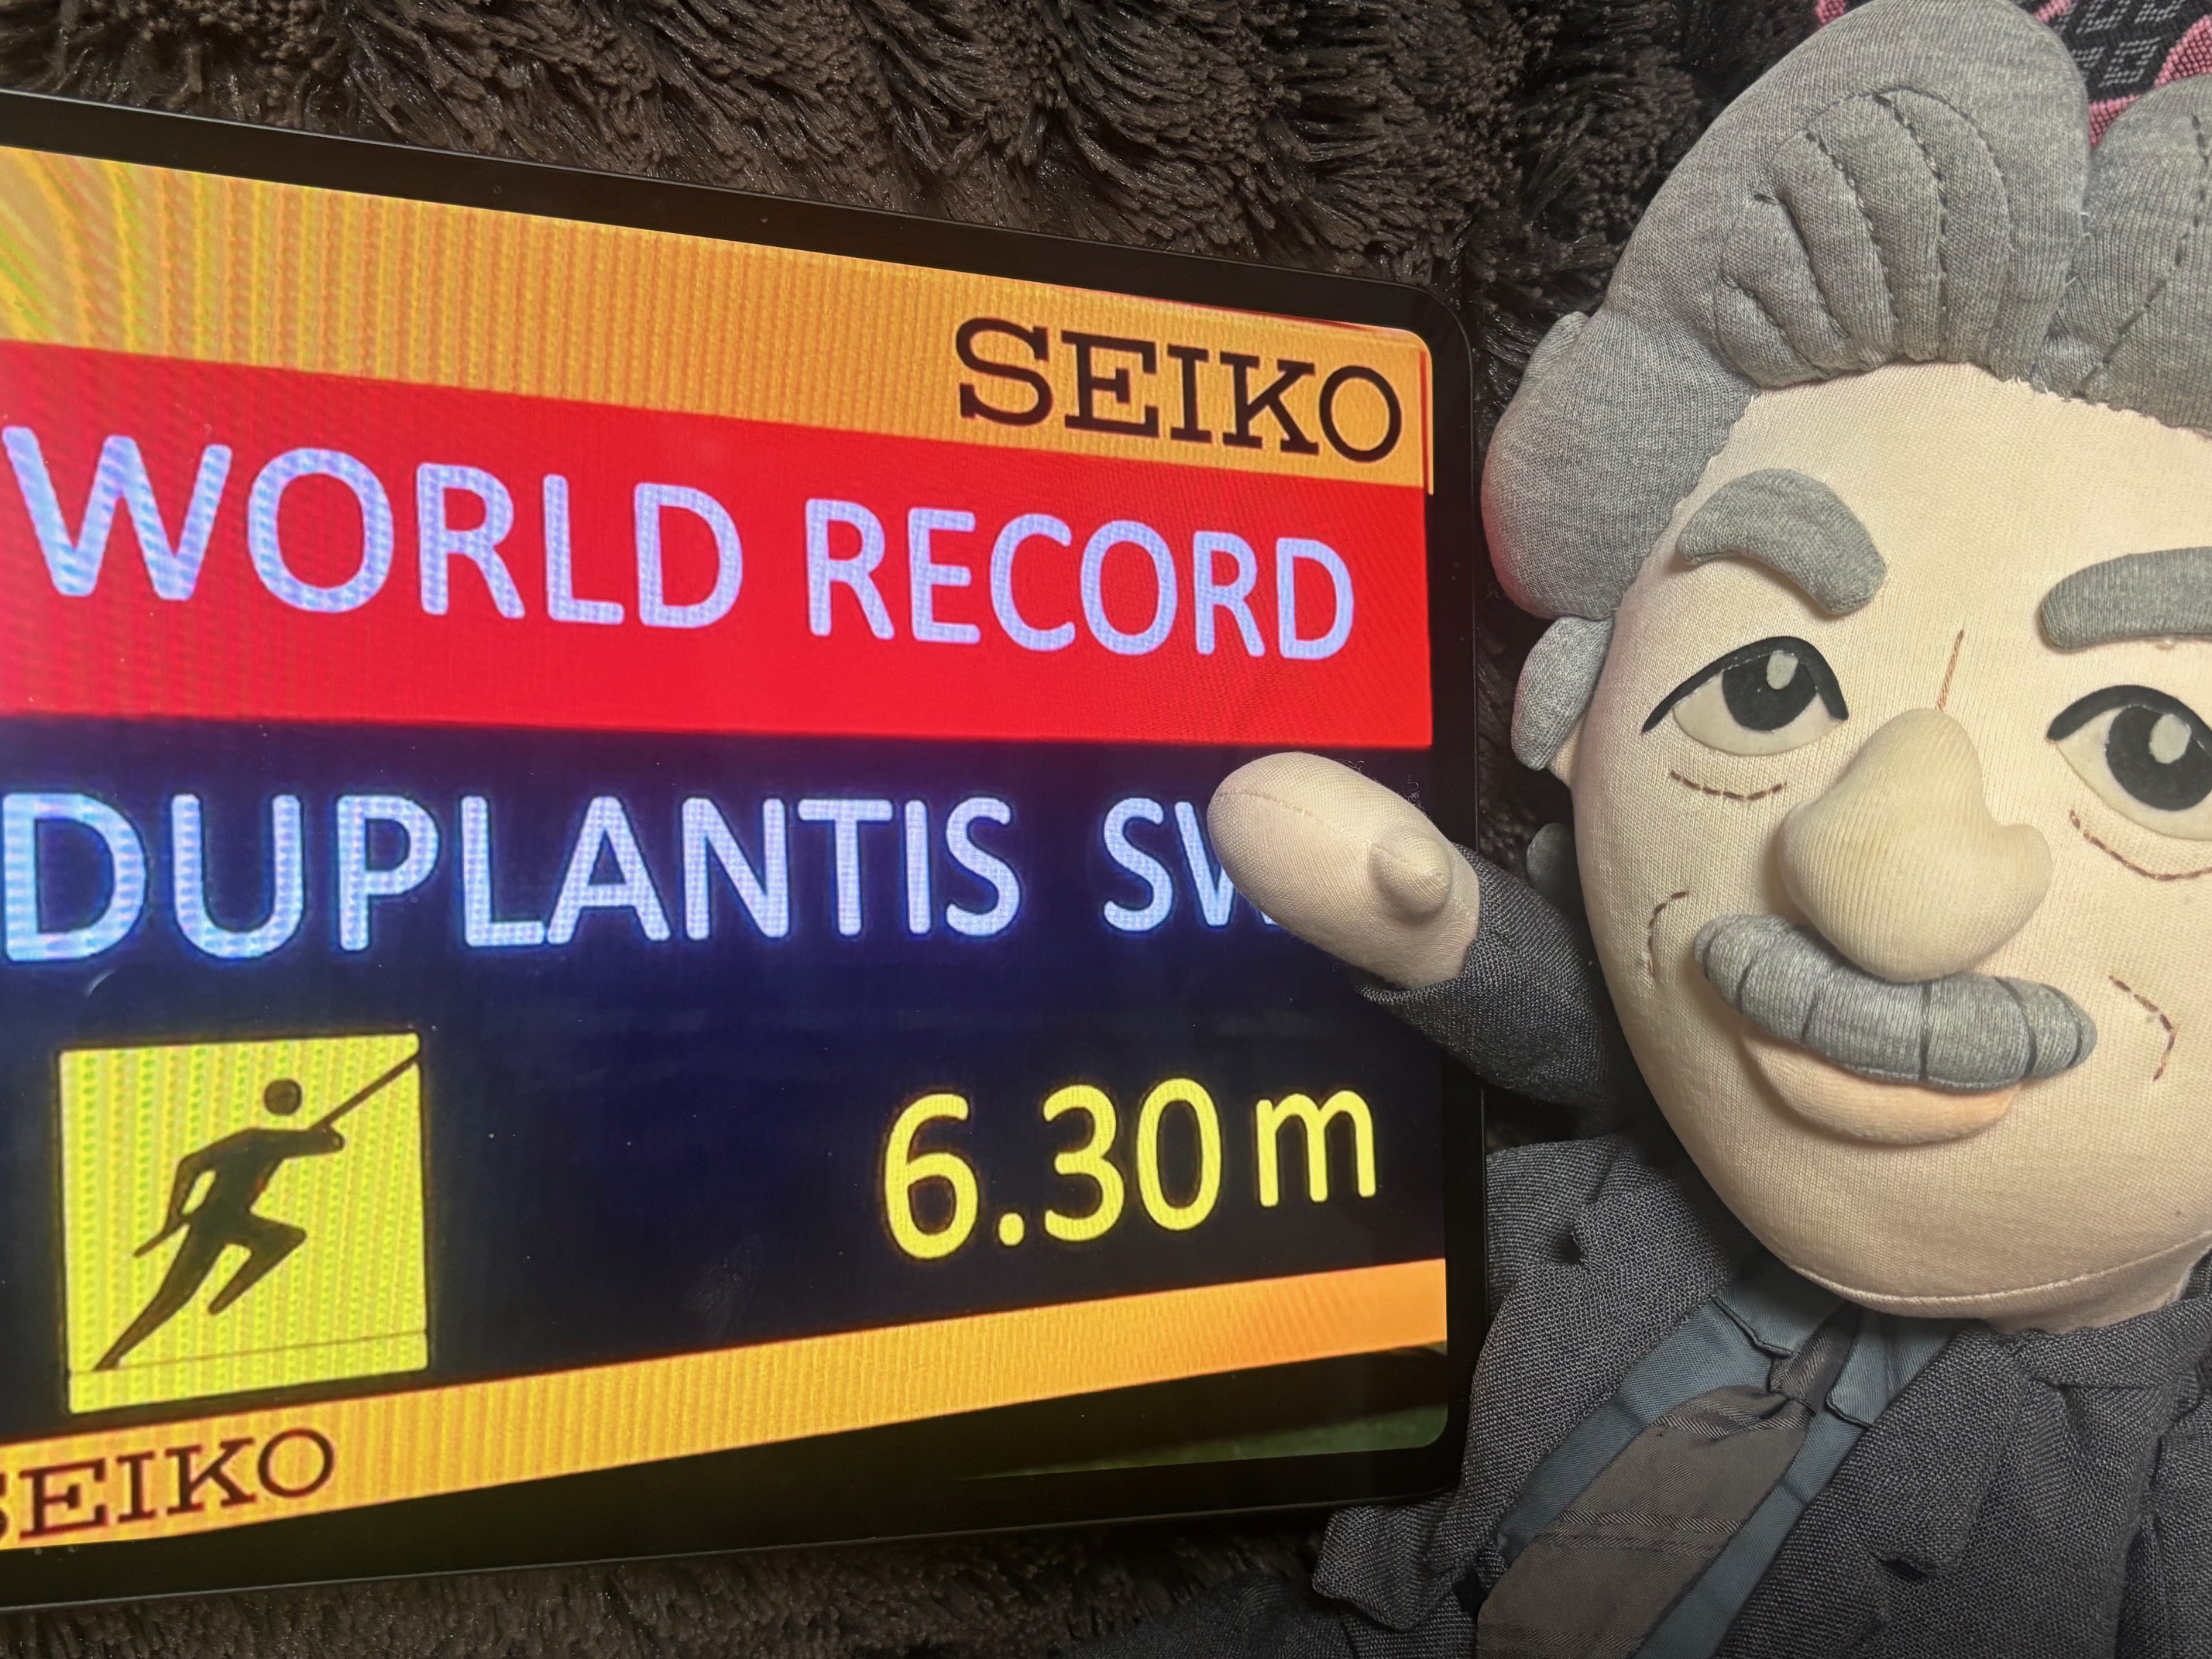 SEIKO
WORLD RECORD
DUPLANTIS
6.30 m
SEIKO